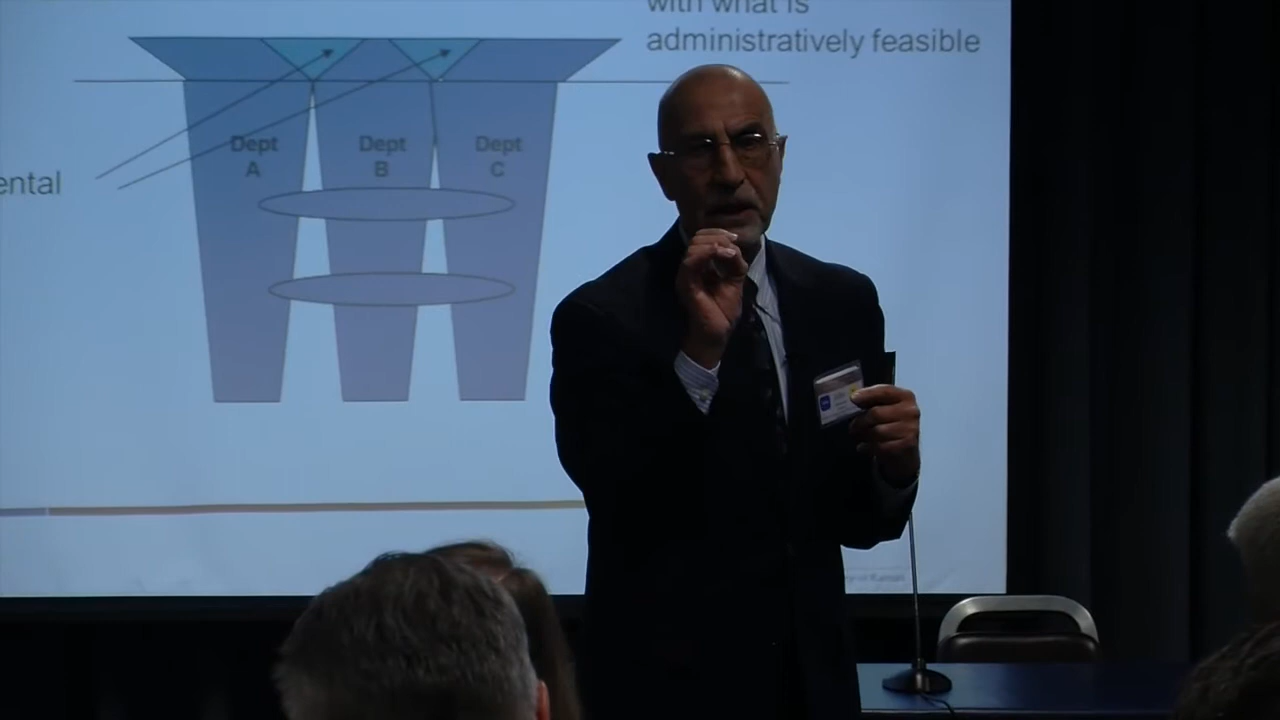 with what is
administratively feasible
Dept
A
Dept
B
Dept
C
ental